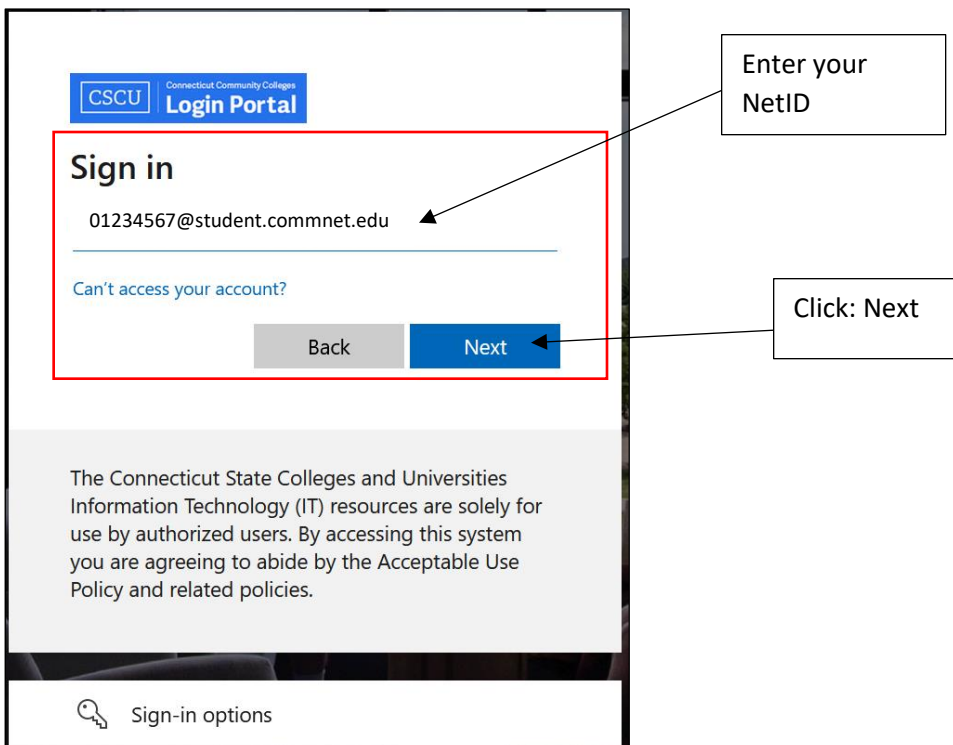 Enter your
NetID
CSCU
Connecticut Community Colleges
Login Portal
Sign in
01234567@student.commnet.edu
Can't access your account?
Click: Next
Back
Next
The Connecticut State Colleges and Universities
Information Technology (IT) resources are solely for
use by authorized users. By accessing this system
you are agreeing to abide by the Acceptable Use
Policy and related policies.
Sign-in options